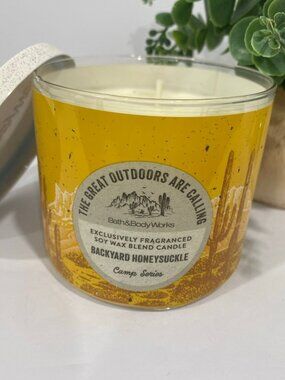 THE GREAT OUTDOORS ARE CALLING
Bath&BodyWorks
EXCLUSIVELY FRAGRANCED
SOY WAX BLEND CANDLE
BACKYARD HONEYSUCKLE
Camp Series